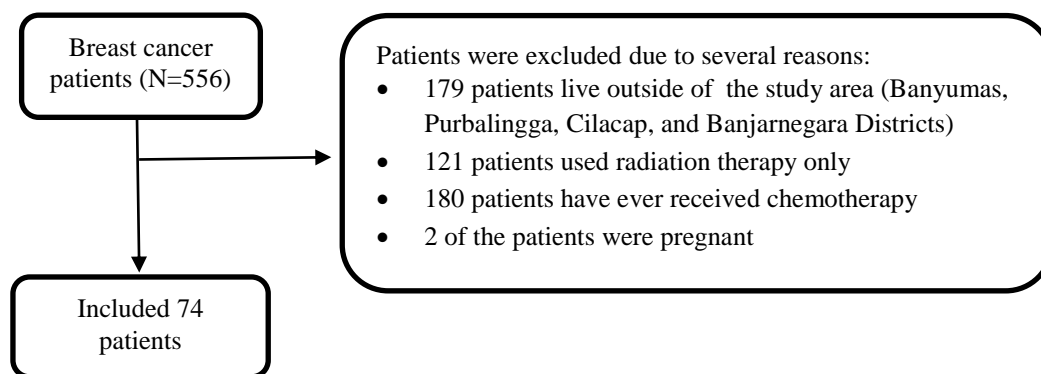 Breast cancer
patients (N=556)
Patients were excluded due to several reasons:
• 179 patients live outside of the study area (Banyumas,
Purbalingga, Cilacap, and Banjarnegara Districts)
• 121 patients used radiation therapy only
• 180 patients have ever received chemotherapy
• 2 of the patients were pregnant
Included 74
patients